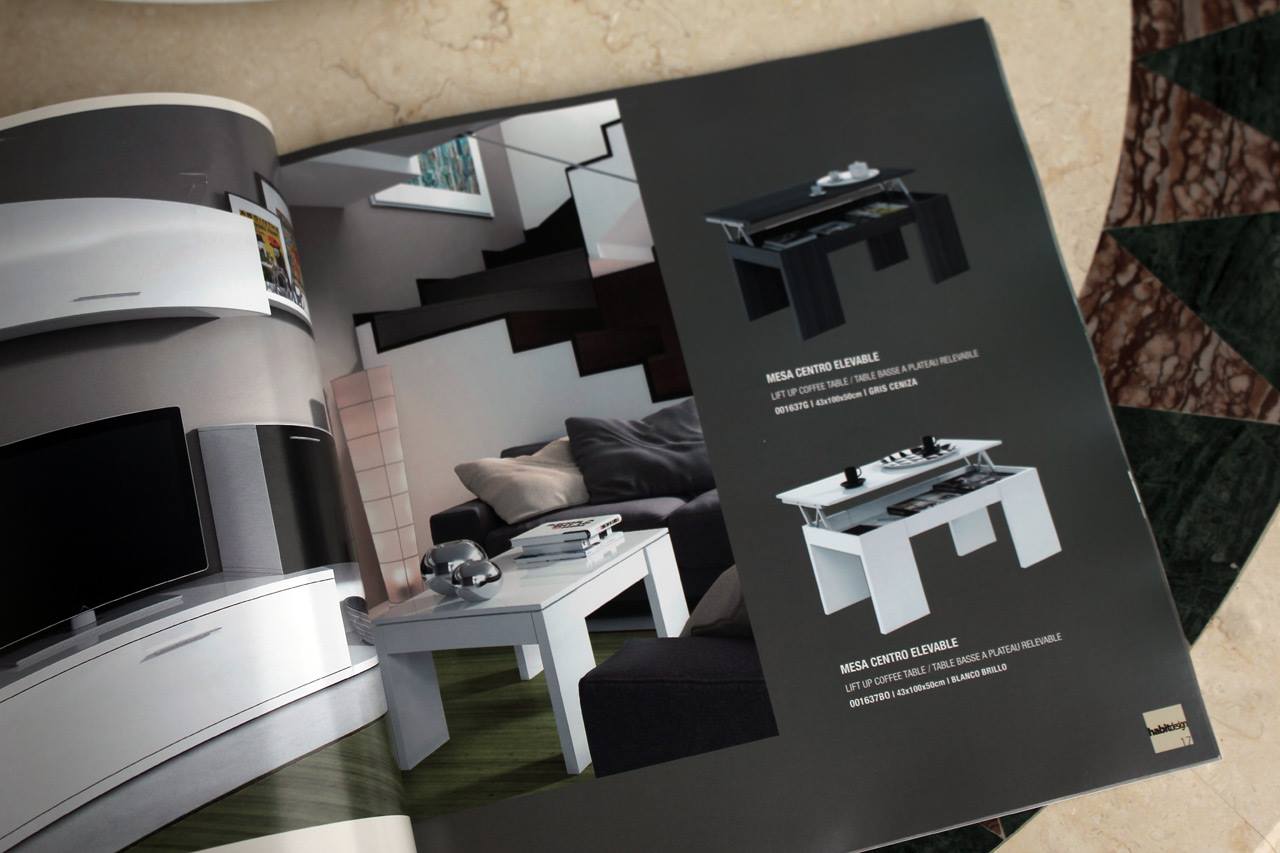 MESA CENTRO ELEVABLE
LIFT UP COFFEE TABLE / TABLE BASSE A PLATEAU RELEVABLE
001637G | 43x100x50cm | GRIS CENIZA
MESA CENTRO ELEVABLE
LIFT UP COFFEE TABLE / TABLE BASSE A PLATEAU RELEVABLE
001637BO | 43x100x50cm | BLANCO BRILLO
habitdesign
17